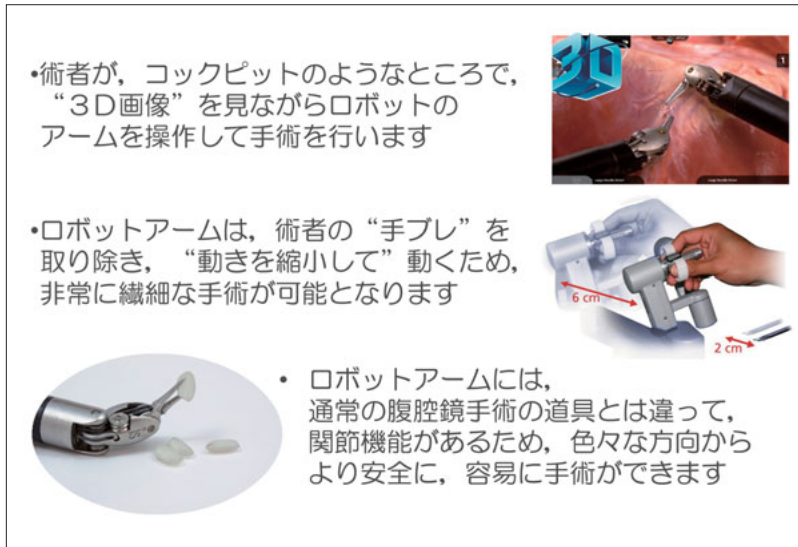 •術者が，コックピットのようなところで，
“３Ｄ画像”を見ながらロボットの
アームを操作して手術を行います
3D
1
•ロボットアームは，術者の“手ブレ”を
取り除き，“動きを縮小して”動くため，
非常に繊細な手術が可能となります
6 cm
2 cm
• ロボットアームには，
通常の腹腔鏡手術の道具とは違って，
関節機能があるため，色々な方向から
より安全に，容易に手術ができます